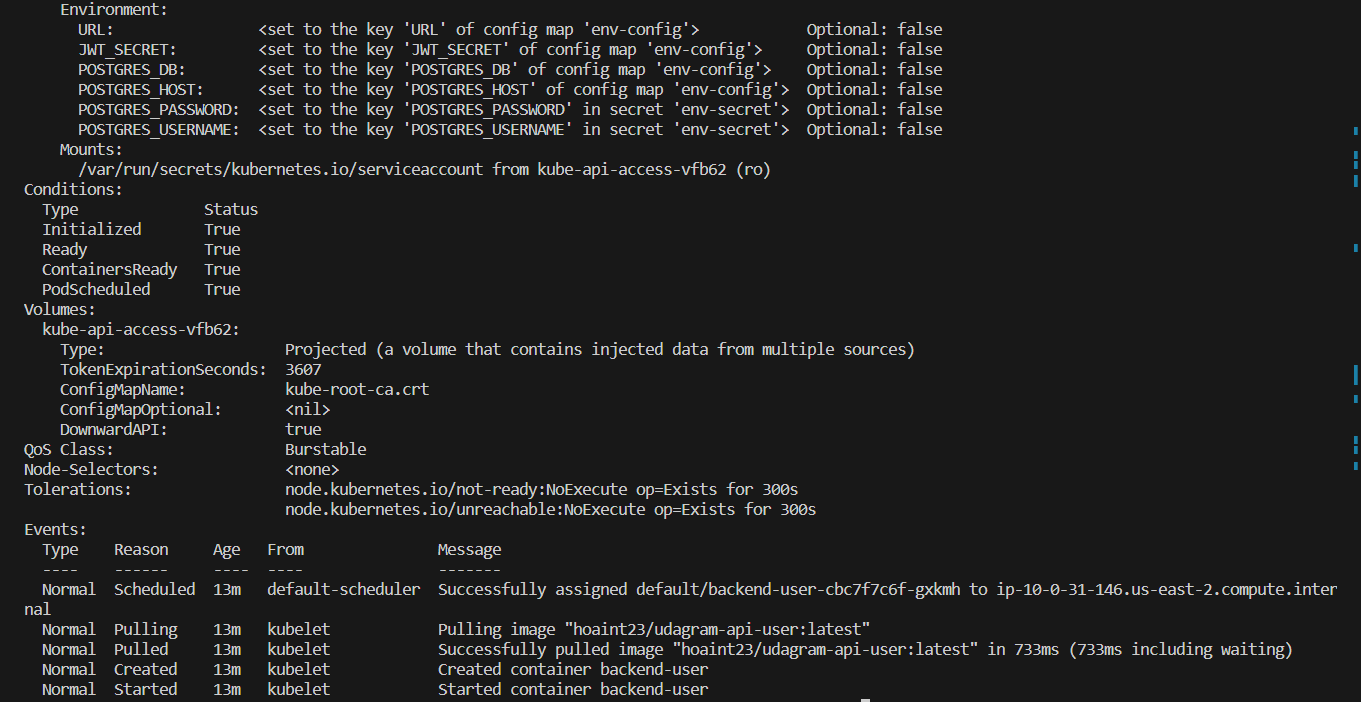 Environment:
URL: <set to the key 'URL' of config map 'env-config'> Optional: false
JWT_SECRET: <set to the key 'JWT_SECRET' of config map 'env-config'> Optional: false
POSTGRES_DB: <set to the key 'POSTGRES_DB' of config map 'env-config'> Optional: false
POSTGRES_HOST: <set to the key 'POSTGRES_HOST' of config map 'env-config'> Optional: false
POSTGRES_PASSWORD: <set to the key 'POSTGRES_PASSWORD' in secret 'env-secret'> Optional: false
POSTGRES_USERNAME: <set to the key 'POSTGRES_USERNAME' in secret 'env-secret'> Optional: false
Mounts:
/var/run/secrets/kubernetes.io/serviceaccount from kube-api-access-vfb62 (ro)
Conditions:
Type Status
Initialized True
Ready True
ContainersReady True
PodScheduled True
Volumes:
kube-api-access-vfb62:
Type: Projected (a volume that contains injected data from multiple sources)
TokenExpirationSeconds: 3607
ConfigMapName: kube-root-ca.crt
ConfigMapOptional: <nil>
DownwardAPI: true
QoS Class: Burstable
Node-Selectors: <none>
Tolerations: node.kubernetes.io/not-ready:NoExecute op=Exists for 300s
node.kubernetes.io/unreachable:NoExecute op=Exists for 300s
Events:
Type Reason Age From Message
---- ------ ---- ---- -------
Normal Scheduled 13m default-scheduler Successfully assigned default/backend-user-cbc7f7c6f-gxkmh to ip-10-0-31-146.us-east-2.compute.inter
nal
Normal Pulling 13m kubelet Pulling image "hoaint23/udagram-api-user:latest"
Normal Pulled 13m kubelet Successfully pulled image "hoaint23/udagram-api-user:latest" in 733ms (733ms including waiting)
Normal Created 13m kubelet Created container backend-user
Normal Started 13m kubelet Started container backend-user